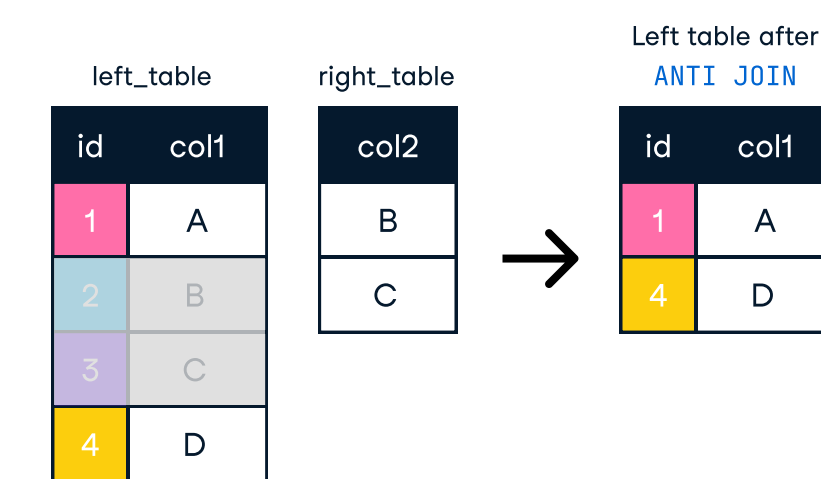 Left table after
left_table right_table ANTI JOIN
id col1 col2 id col1
1 A B 1 A
2 B C 4 D
3 C
4 D